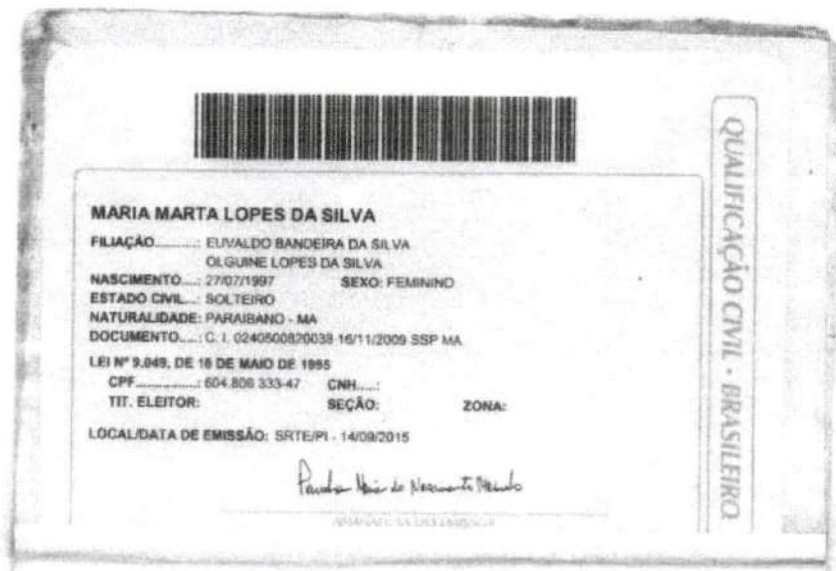 MARIA MARTA LOPES DA SILVA
FILIAÇÃO..........: EUVALDO BANDEIRA DA SILVA
OLGUINE LOPES DA SILVA
NASCIMENTO....: 27/07/1997 SEXO: FEMININO
ESTADO CIVIL...: SOLTEIRO
NATURALIDADE: PARAIBANO - MA
DOCUMENTO.....: C. I. 0240500820038 16/11/2009 SSP MA
LEI Nº 9.049, DE 18 DE MAIO DE 1995
CPF..............: 604.806.333-47 CNH.....:
TIT. ELEITOR: SEÇÃO: ZONA:
LOCAL/DATA DE EMISSÃO: SRTE/PI - 14/09/2015
QUALIFICAÇÃO CIVIL - BRASILEIRO